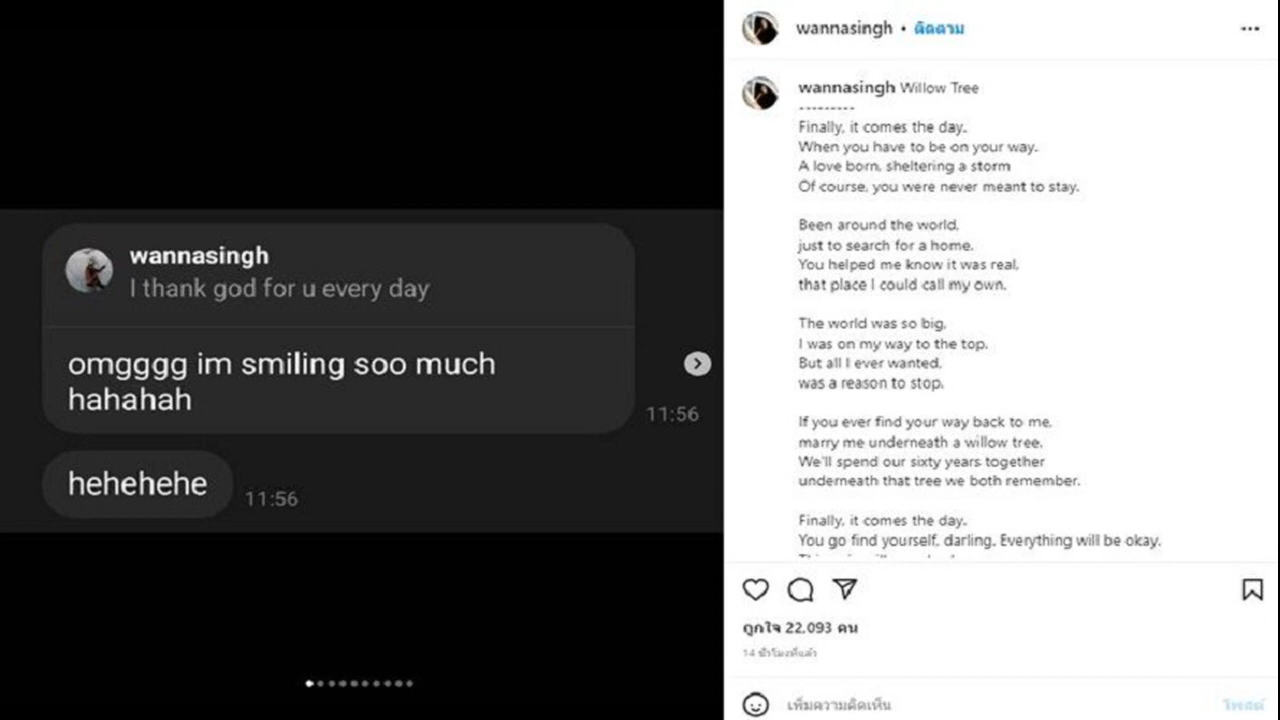 wannasingh
I thank god for u every day
omgggg im smiling soo much
hahahah
11:56
hehehehe
11:56
wannasingh • ติดตาม
wannasingh Willow Tree
---------
Finally, it comes the day..
When you have to be on your way..
A love born, sheltering a storm
Of course, you were never meant to stay.
Been around the world,
just to search for a home.
You helped me know it was real,
that place I could call my own.
The world was so big,
I was on my way to the top.
But all I ever wanted,
was a reason to stop.
If you ever find your way back to me,
marry me underneath a willow tree.
We'll spend our sixty years together
underneath that tree we both remember.
Finally, it comes the day..
You go find yourself, darling. Everything will be okay.
ถูกใจ 22,093 คน
14 ชั่วโมงที่แล้ว
เพิ่มความคิดเห็น
โพสต์